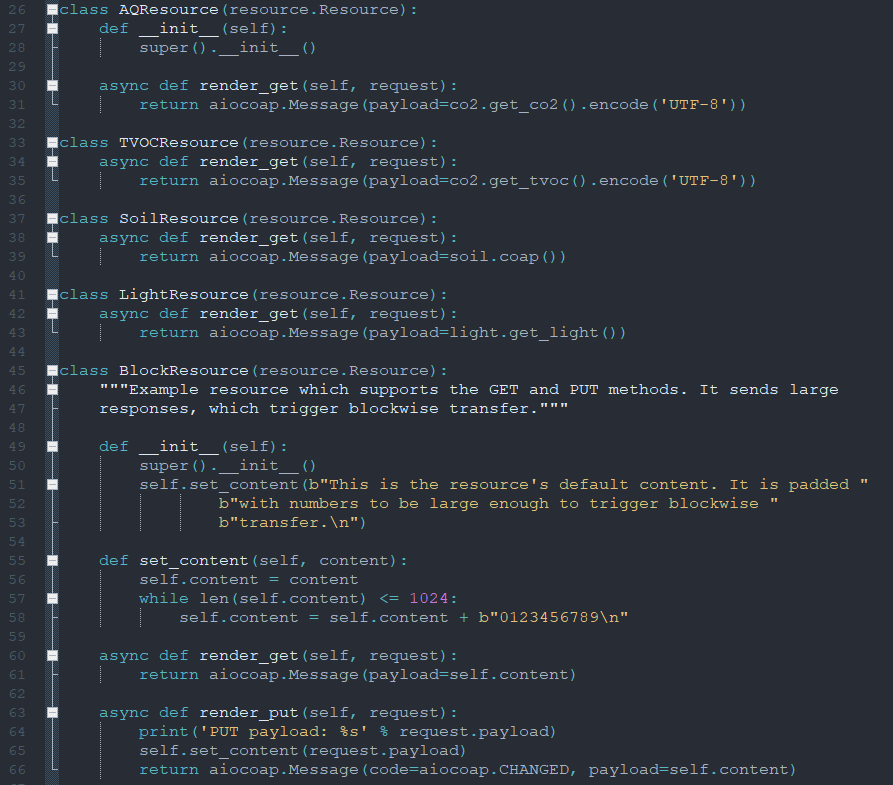 26 class AQResource(resource.Resource):
27     def __init__(self):
28         super().__init__()
29
30     async def render_get(self, request):
31         return aiocoap.Message(payload=co2.get_co2().encode('UTF-8'))
32
33 class TVOCResource(resource.Resource):
34     async def render_get(self, request):
35         return aiocoap.Message(payload=co2.get_tvoc().encode('UTF-8'))
36
37 class SoilResource(resource.Resource):
38     async def render_get(self, request):
39         return aiocoap.Message(payload=soil.coap())
40
41 class LightResource(resource.Resource):
42     async def render_get(self, request):
43         return aiocoap.Message(payload=light.get_light())
44
45 class BlockResource(resource.Resource):
46     """Example resource which supports the GET and PUT methods. It sends large
47     responses, which trigger blockwise transfer."""
48
49     def __init__(self):
50         super().__init__()
51         self.set_content(b"This is the resource's default content. It is padded "
52                 b"with numbers to be large enough to trigger blockwise "
53                 b"transfer.\n")
54
55     def set_content(self, content):
56         self.content = content
57         while len(self.content) <= 1024:
58             self.content = self.content + b"0123456789\n"
59
60     async def render_get(self, request):
61         return aiocoap.Message(payload=self.content)
62
63     async def render_put(self, request):
64         print('PUT payload: %s' % request.payload)
65         self.set_content(request.payload)
66         return aiocoap.Message(code=aiocoap.CHANGED, payload=self.content)